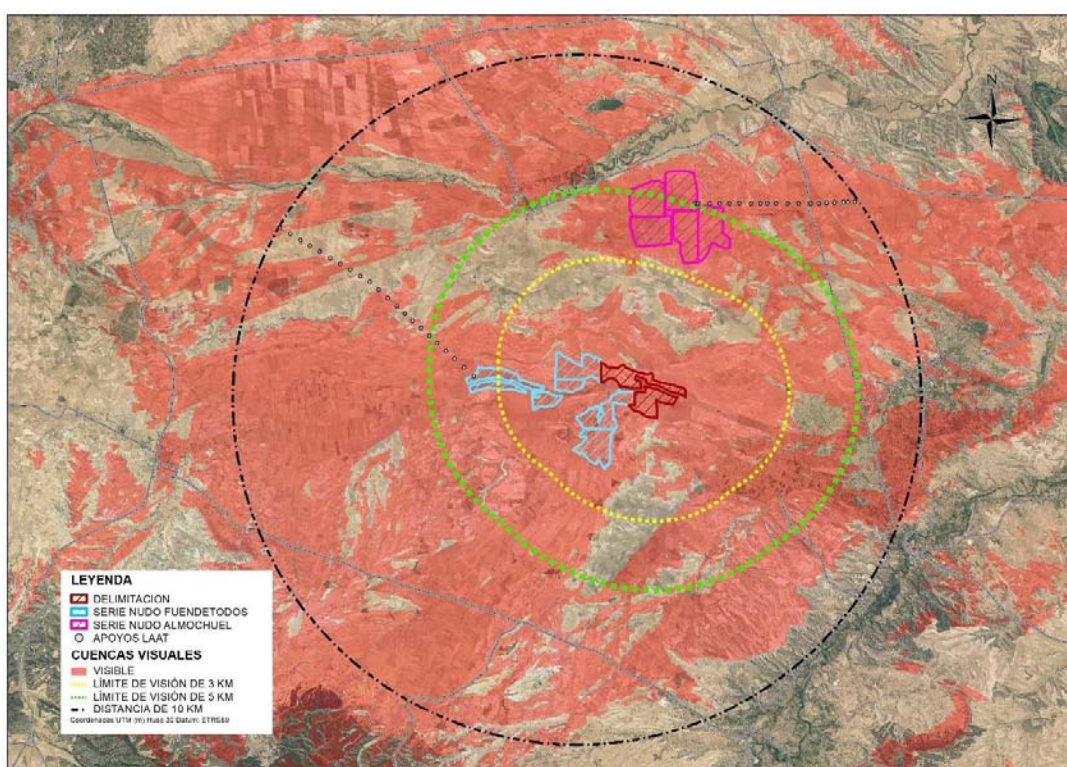 N
LEYENDA
DELIMITACION
SERIE NUDO FUENDETODOS
SERIE NUDO ALMOCHUEL
APOYOS LAAT
CUENCAS VISUALES
VISIBLE
LÍMITE DE VISIÓN DE 3 KM
LÍMITE DE VISIÓN DE 5 KM
DISTANCIA DE 10 KM
Coordenadas UTM (m) Huso 30 Datum: ETRS89